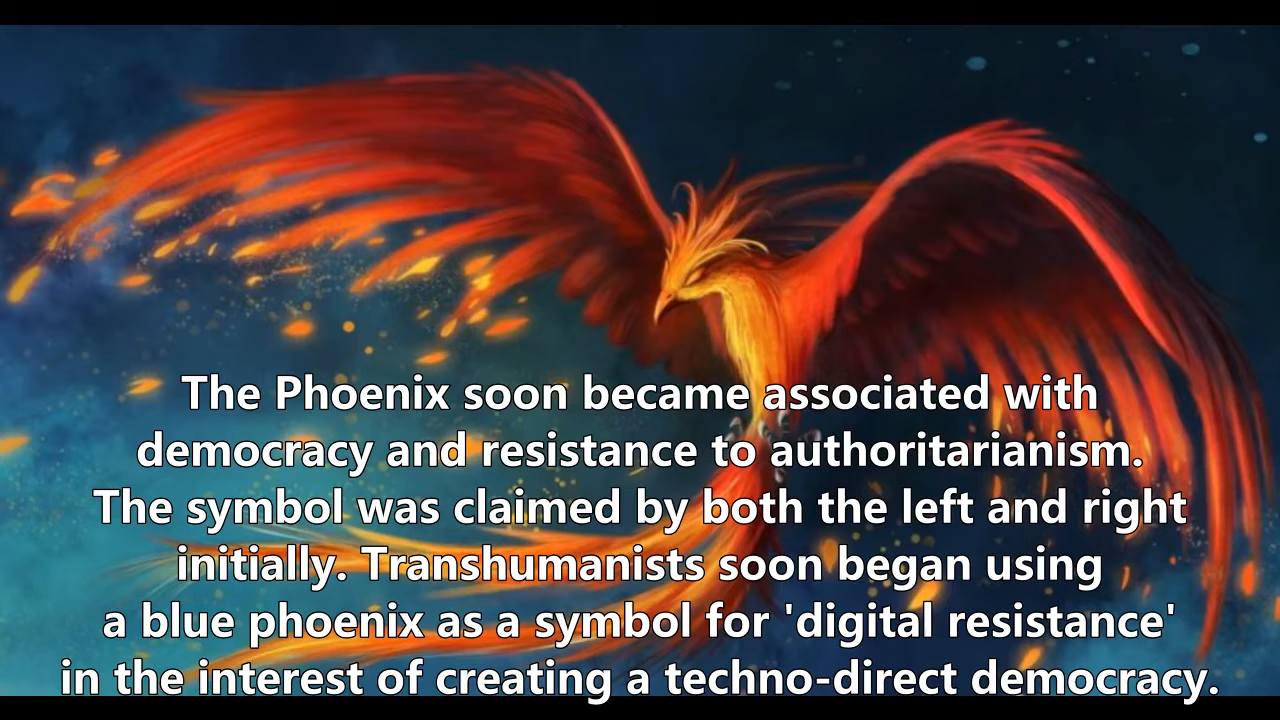 The Phoenix soon became associated with
democracy and resistance to authoritarianism.
The symbol was claimed by both the left and right
initially. Transhumanists soon began using
a blue phoenix as a symbol for 'digital resistance'
in the interest of creating a techno-direct democracy.